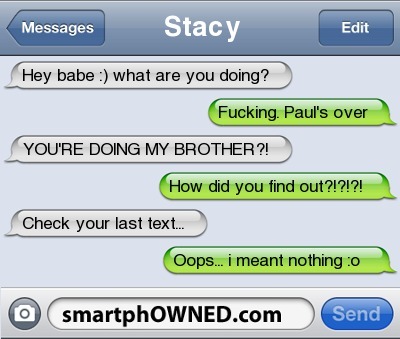 Messages Stacy Edit
Hey babe :) what are you doing?
Fucking. Paul's over
YOU'RE DOING MY BROTHER?!
How did you find out?!?!?!
Check your last text...
Oops... i meant nothing :o
smartphOWNED.com Send